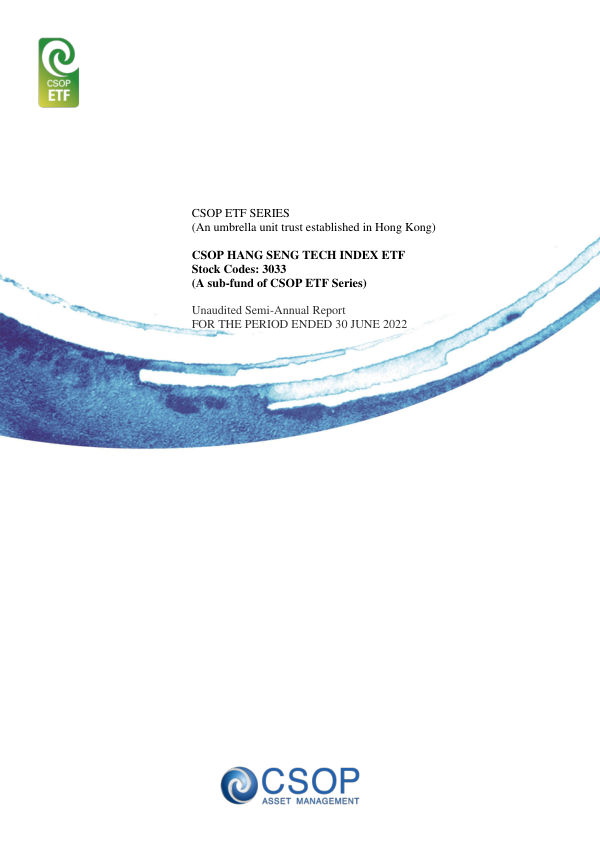 CSOP
ETF
CSOP ETF SERIES
(An umbrella unit trust established in Hong Kong)
CSOP HANG SENG TECH INDEX ETF
Stock Codes: 3033
(A sub-fund of CSOP ETF Series)
Unaudited Semi-Annual Report
FOR THE PERIOD ENDED 30 JUNE 2022
CSOP
ASSET MANAGEMENT